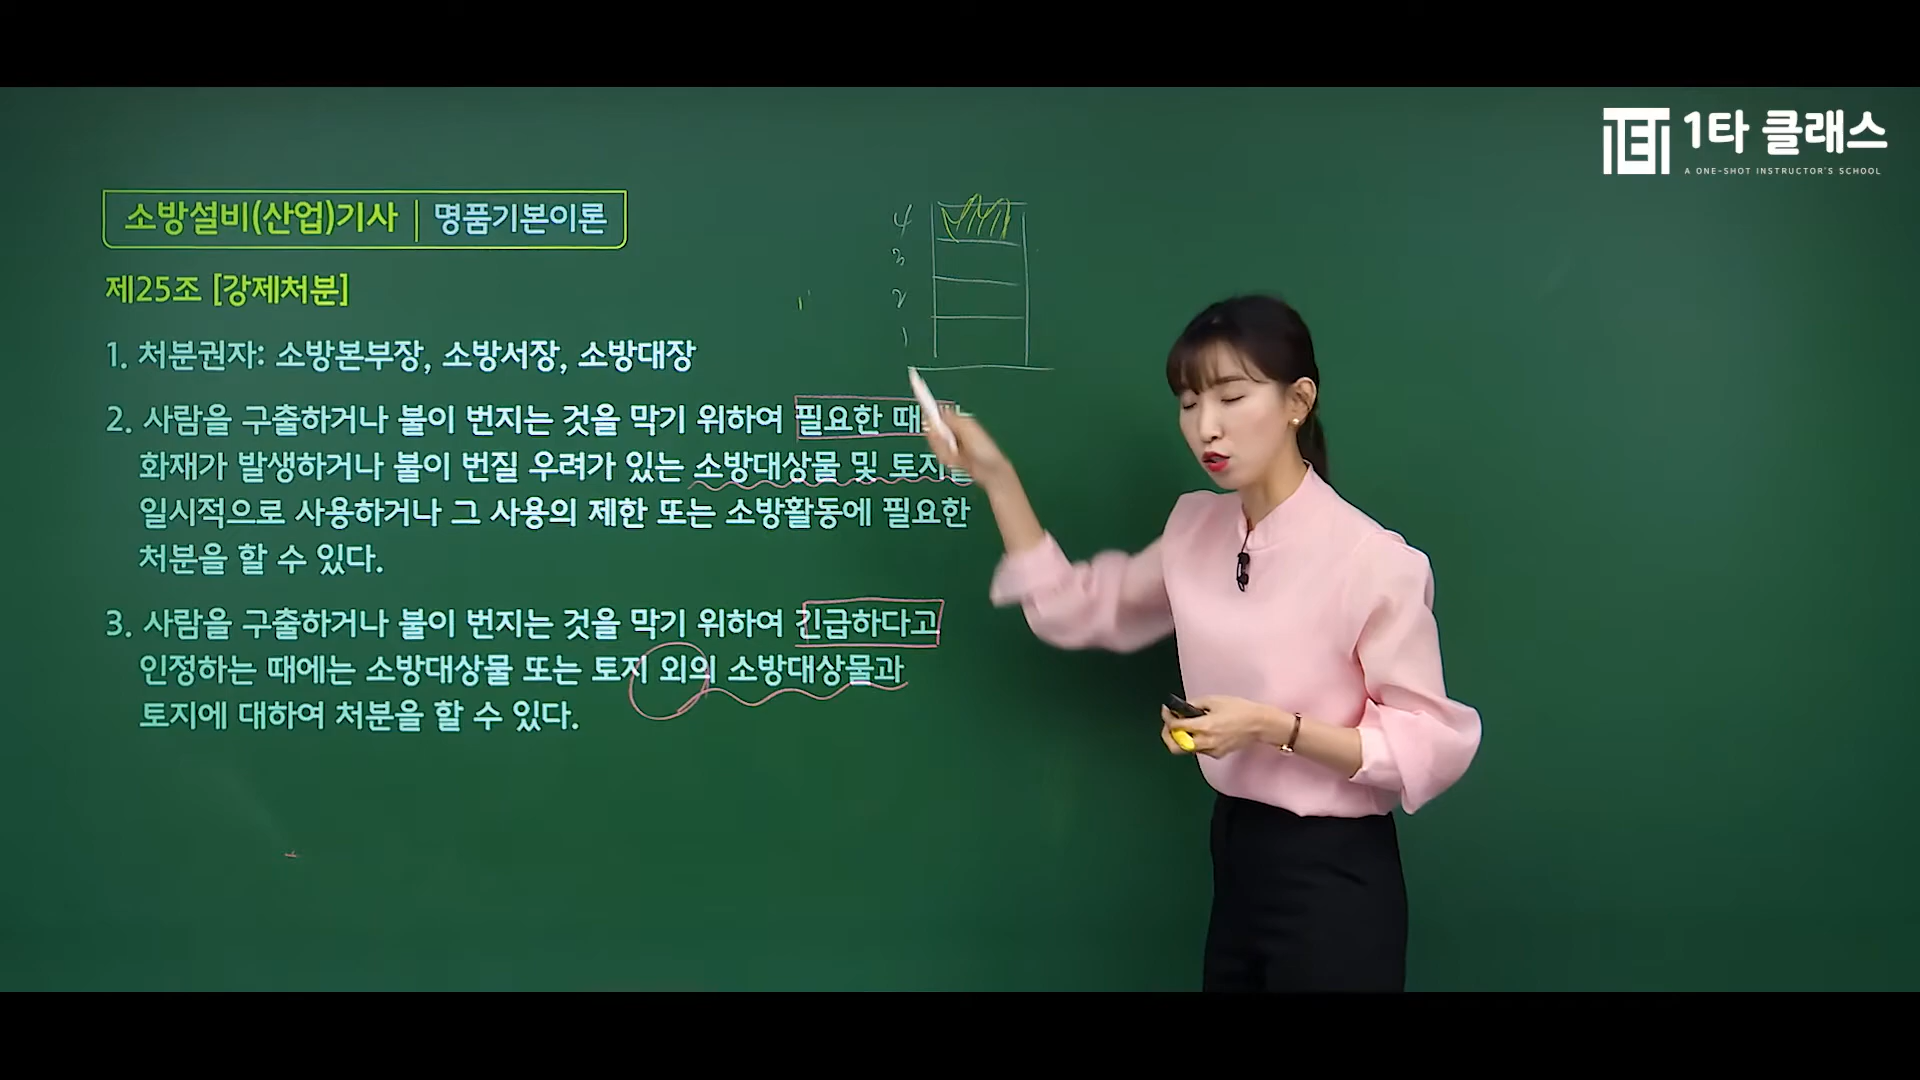 1타 클래스
A ONE-SHOT INSTRUCTOR'S SCHOOL
소방설비(산업)기사 | 명품기본이론
제25조 [강제처분]
1. 처분권자: 소방본부장, 소방서장, 소방대장
2. 사람을 구출하거나 불이 번지는 것을 막기 위하여 필요한
화재가 발생하거나 불이 번질 우려가 있는 소방대상물 및 토지를
일시적으로 사용하거나 그 사용의 제한 또는 소방활동에 필요한
처분을 할 수 있다.
3. 사람을 구출하거나 불이 번지는 것을 막기 위하여 긴급하다고
인정하는 때에는 소방대상물 또는 토지 외의 소방대상물과
토지에 대하여 처분을 할 수 있다.
4
3
2
1